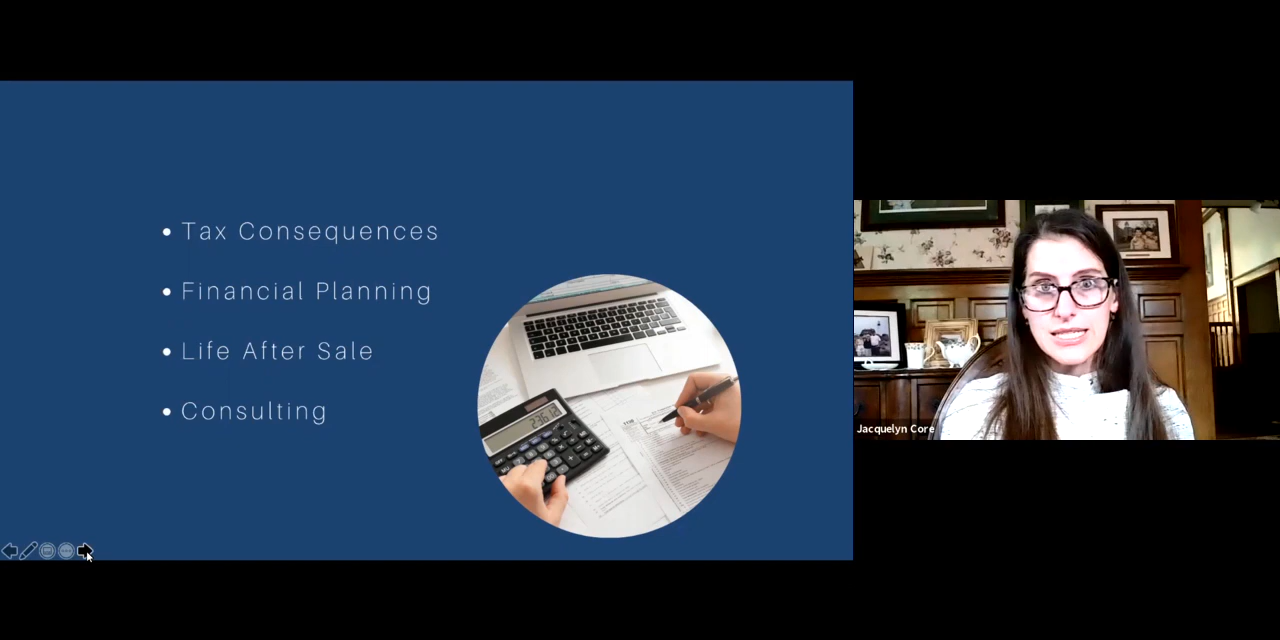 Tax Consequences
Financial Planning
Life After Sale
Consulting
Jacquelyn Core